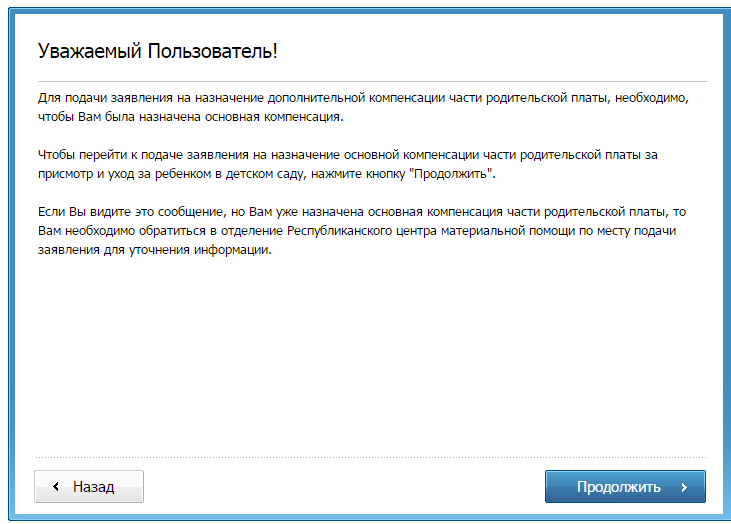 Уважаемый Пользователь!
Для подачи заявления на назначение дополнительной компенсации части родительской платы, необходимо,
чтобы Вам была назначена основная компенсация.
Чтобы перейти к подаче заявления на назначение основной компенсации части родительской платы за
присмотр и уход за ребенком в детском саду, нажмите кнопку "Продолжить".
Если Вы видите это сообщение, но Вам уже назначена основная компенсация части родительской платы, то
Вам необходимо обратиться в отделение Республиканского центра материальной помощи по месту подачи
заявления для уточнения информации.
Назад
Продолжить